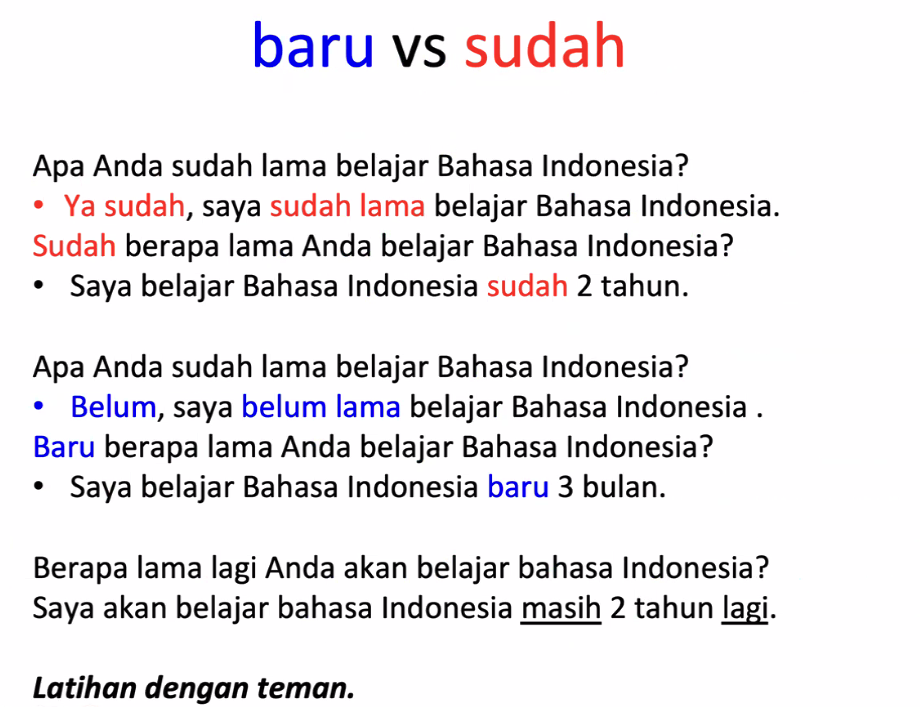 baru vs sudah
Apa Anda sudah lama belajar Bahasa Indonesia?
• Ya sudah, saya sudah lama belajar Bahasa Indonesia.
Sudah berapa lama Anda belajar Bahasa Indonesia?
• Saya belajar Bahasa Indonesia sudah 2 tahun.
Apa Anda sudah lama belajar Bahasa Indonesia?
• Belum, saya belum lama belajar Bahasa Indonesia .
Baru berapa lama Anda belajar Bahasa Indonesia?
• Saya belajar Bahasa Indonesia baru 3 bulan.
Berapa lama lagi Anda akan belajar bahasa Indonesia?
Saya akan belajar bahasa Indonesia masih 2 tahun lagi.
Latihan dengan teman.